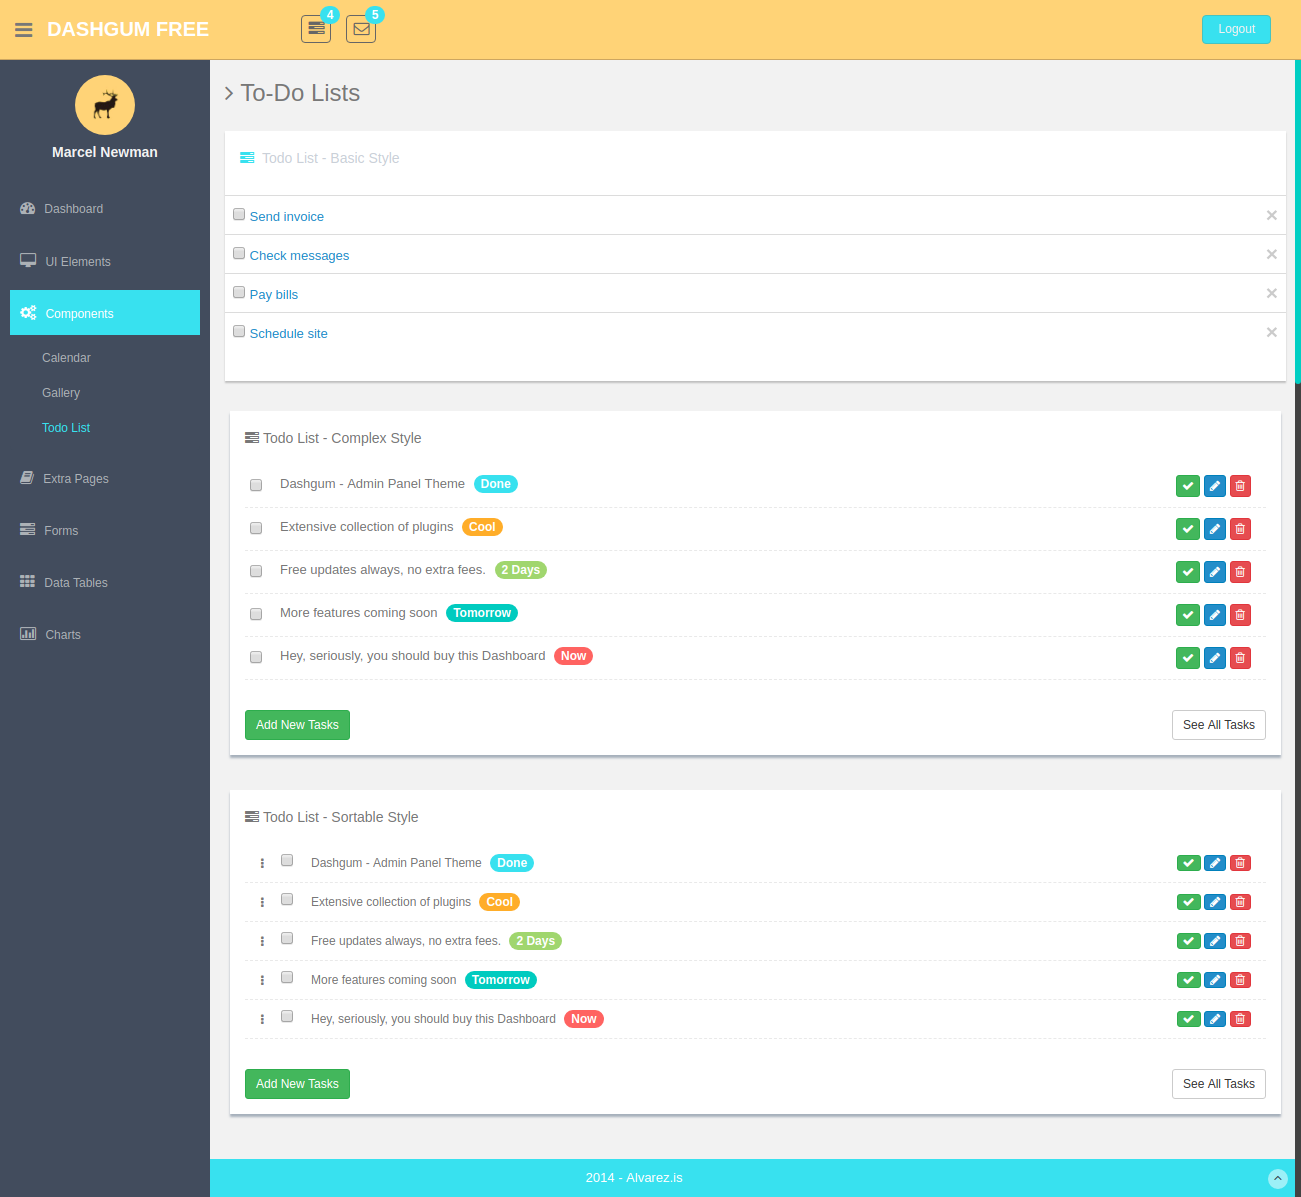 DASHGUM FREE
4
5
Logout
Marcel Newman
Dashboard
UI Elements
Components
Calendar
Gallery
Todo List
Extra Pages
Forms
Data Tables
Charts
To-Do Lists
Todo List - Basic Style
Send invoice
Check messages
Pay bills
Schedule site
Todo List - Complex Style
Dashgum - Admin Panel Theme Done
Extensive collection of plugins Cool
Free updates always, no extra fees. 2 Days
More features coming soon Tomorrow
Hey, seriously, you should buy this Dashboard Now
Add New Tasks
See All Tasks
Todo List - Sortable Style
Dashgum - Admin Panel Theme Done
Extensive collection of plugins Cool
Free updates always, no extra fees. 2 Days
More features coming soon Tomorrow
Hey, seriously, you should buy this Dashboard Now
Add New Tasks
See All Tasks
2014 - Alvarez.is